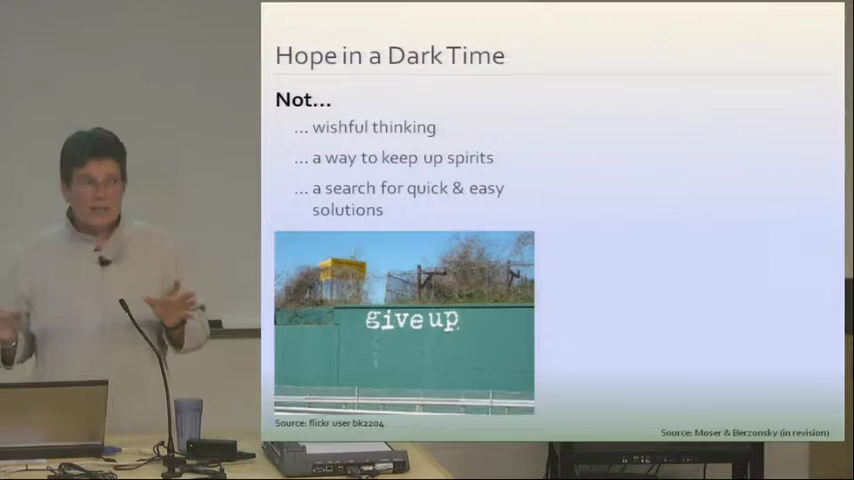 Hope in a Dark Time
Not...
... wishful thinking
... a way to keep up spirits
... a search for quick & easy
solutions
give up
Source: flickr user bk2204
Source: Moser & Berzonsky (in revision)